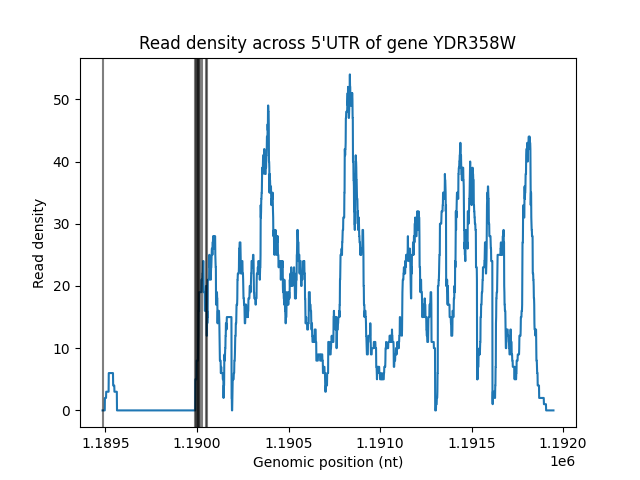 Read density across 5'UTR of gene YDR358W
Read density
50
40
30
20
10
0
1.1895 1.1900 1.1905 1.1910 1.1915 1.1920
1e6
Genomic position (nt)